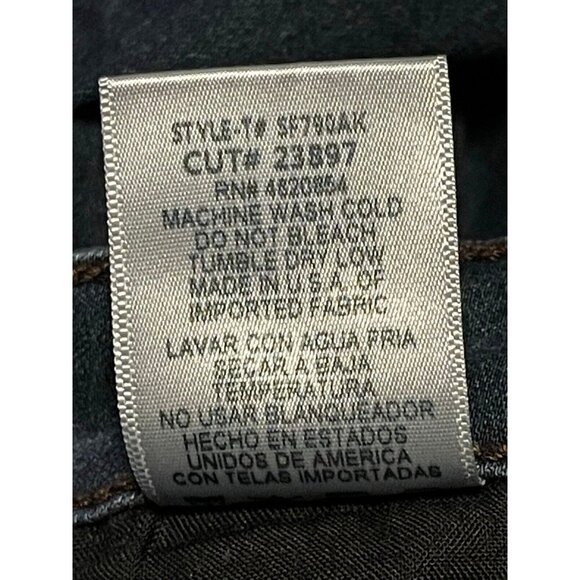 STYLE-T# SF790AK
CUT# 23897
RN# 4620854
MACHINE WASH COLD
DO NOT BLEACH
TUMBLE DRY LOW
MADE IN U.S.A. OF
IMPORTED FABRIC
LAVAR CON AGUA FRIA
SECAR A BAJA
TEMPERATURA
NO USAR BLANQUEADOR
HECHO EN ESTADOS
UNIDOS DE AMERICA
CON TELAS IMPORTADAS